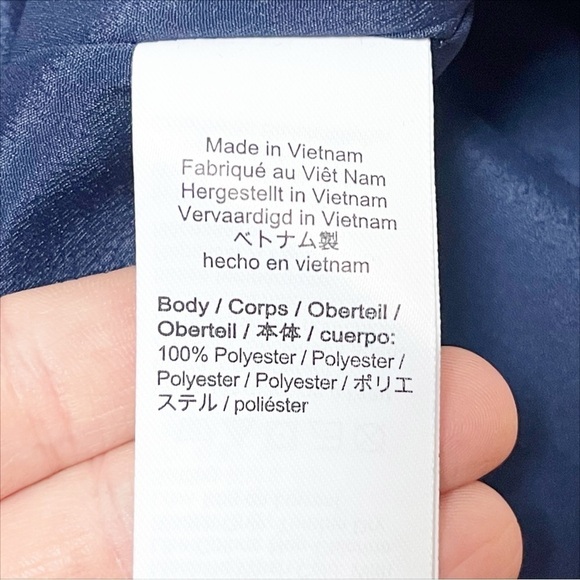 Made in Vietnam
Fabriqué au Viêt Nam
Hergestellt in Vietnam
Vervaardigd in Vietnam
ベトナム製
hecho en vietnam
Body / Corps / Oberteil /
Oberteil / 本体 / cuerpo:
100% Polyester / Polyester /
Polyester / Polyester / ポリエ
ステル / poliéster